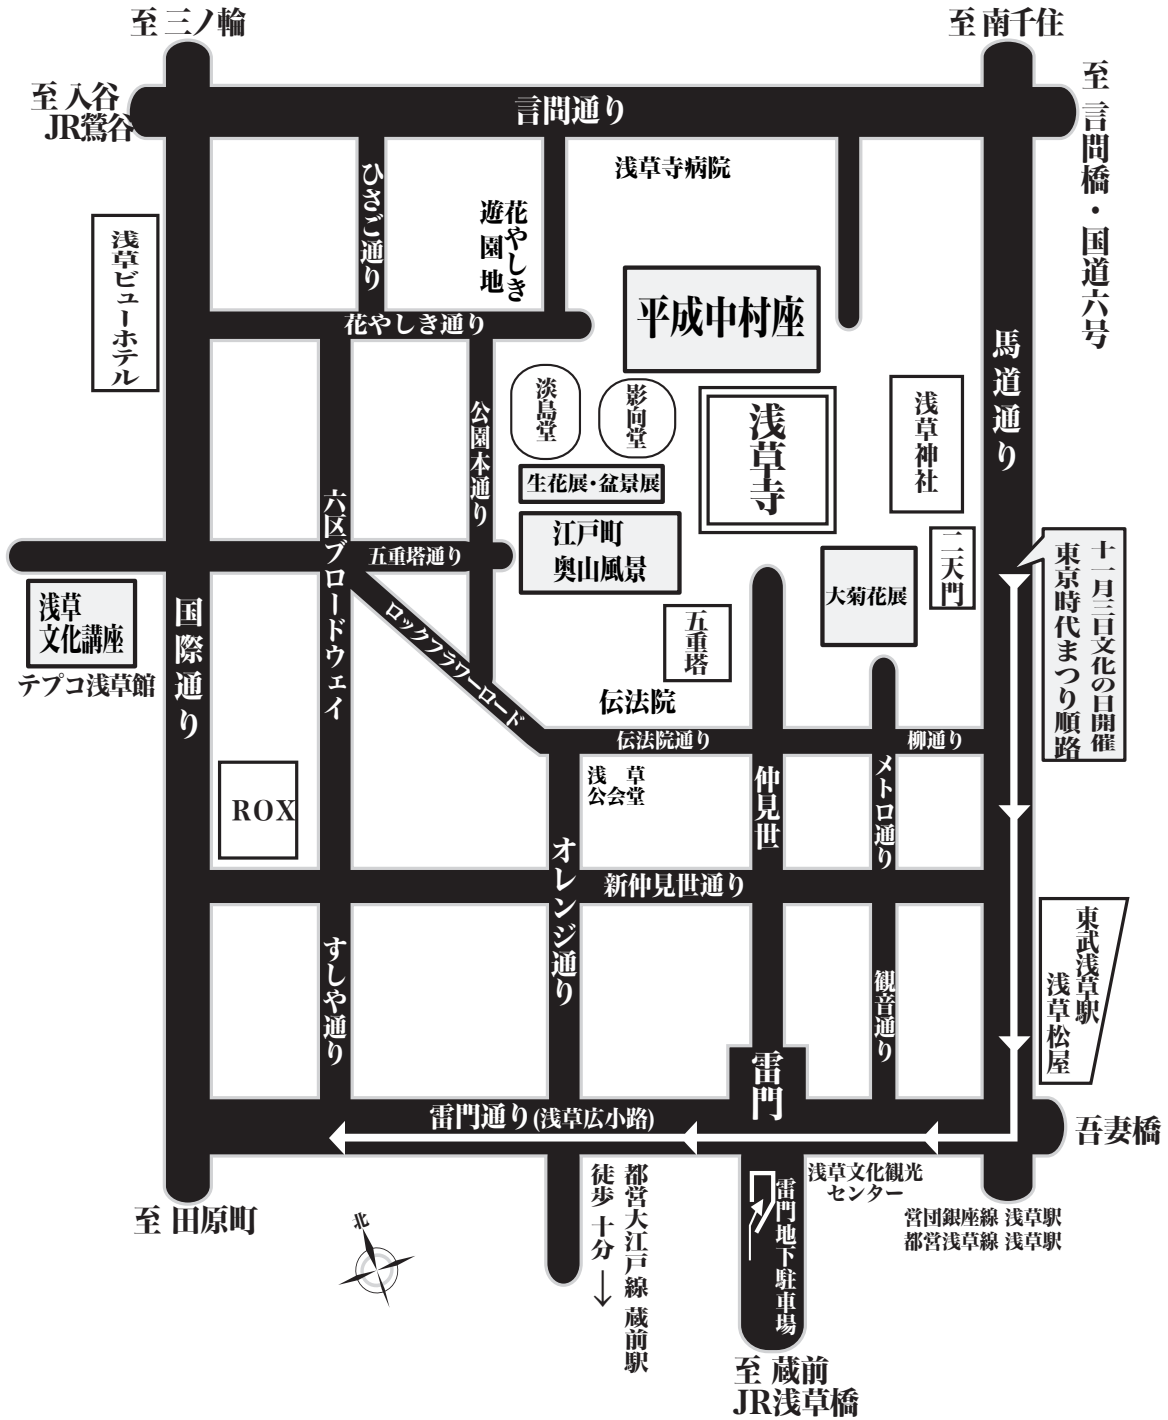 至 三ノ輪
至 南千住
至 入谷
JR鶯谷
至 言問橋・国道六号
言問通り
浅草寺病院
ひさご通り
花やしき
遊園地
浅草ビューホテル
平成中村座
花やしき通り
馬道通り
淡島堂
影向堂
浅草寺
浅草神社
公園本通り
生花展・盆景展
江戸町
奥山風景
六区ブロードウェイ
五重塔通り
二天門
十一月三日文化の日開催
東京時代まつり順路
大菊花展
浅草
文化講座
テプコ浅草館
国際通り
ロックフラワーロード
五重塔
伝法院
伝法院通り
柳通り
浅草
公会堂
仲見世
メトロ通り
ROX
オレンジ通り
新仲見世通り
東武浅草駅
浅草松屋
すしや通り
観音通り
雷門
雷門通り(浅草広小路)
吾妻橋
至 田原町
北
都営大江戸線 蔵前駅
徒歩 十分→
雷門地下駐車場
浅草文化観光
センター
営団銀座線 浅草駅
都営浅草線 浅草駅
至 蔵前
JR浅草橋